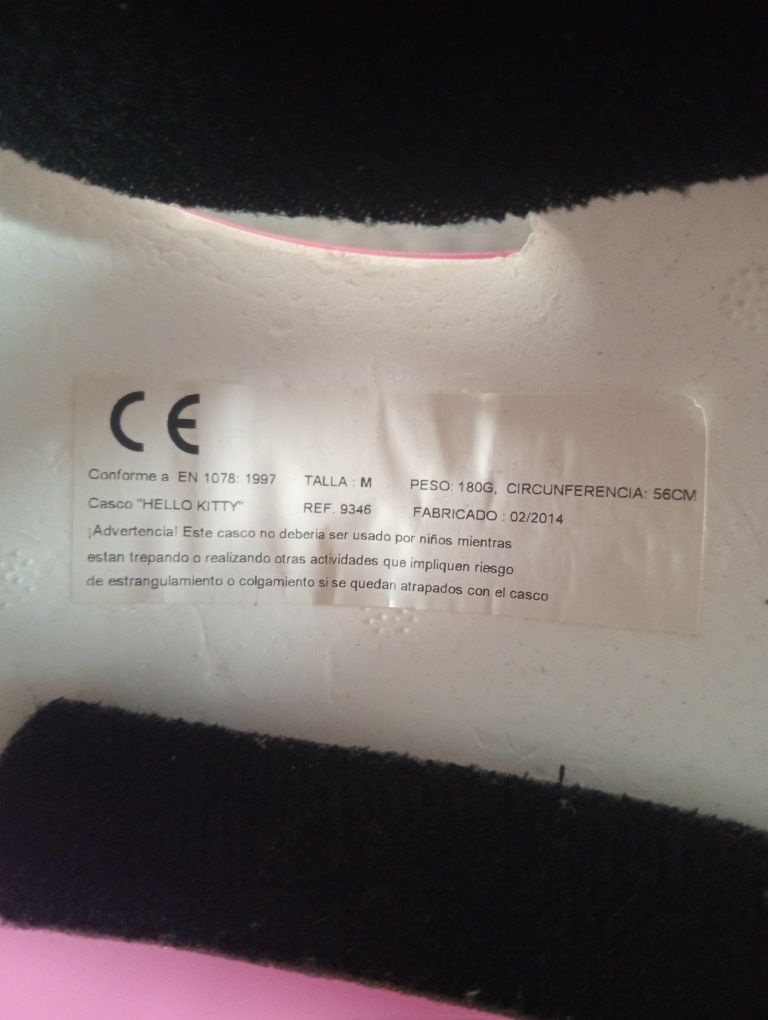 CE
Conforme a EN 1078: 1997 TALLA : M PESO: 180G, CIRCUNFERENCIA: 56CM
Casco "HELLO KITTY" REF. 9346 FABRICADO : 02/2014
¡Advertencia! Este casco no deberia ser usado por niños mientras
estan trepando o realizando otras actividades que impliquen riesgo
de estrangulamiento o colgamiento si se quedan atrapados con el casco